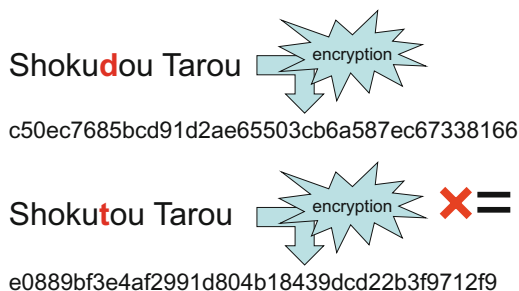 Shokudou Tarou
encryption
c50ec7685bcd91d2ae65503cb6a587ec67338166
Shokutou Tarou
encryption
×=
e0889bf3e4af2991d804b18439dcd22b3f9712f9